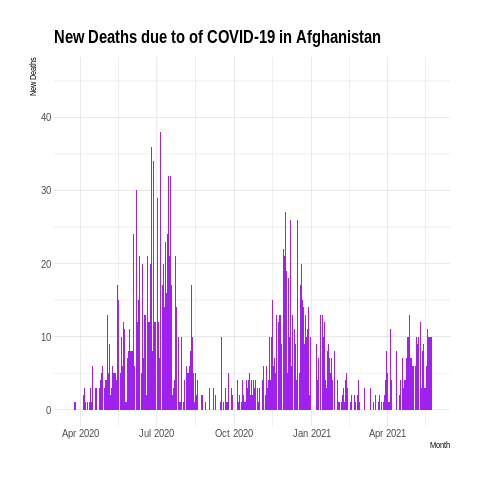 New Deaths due to of COVID-19 in Afghanistan
New Deaths
40
30
20
10
0
Apr 2020 Jul 2020 Oct 2020 Jan 2021 Apr 2021
Month